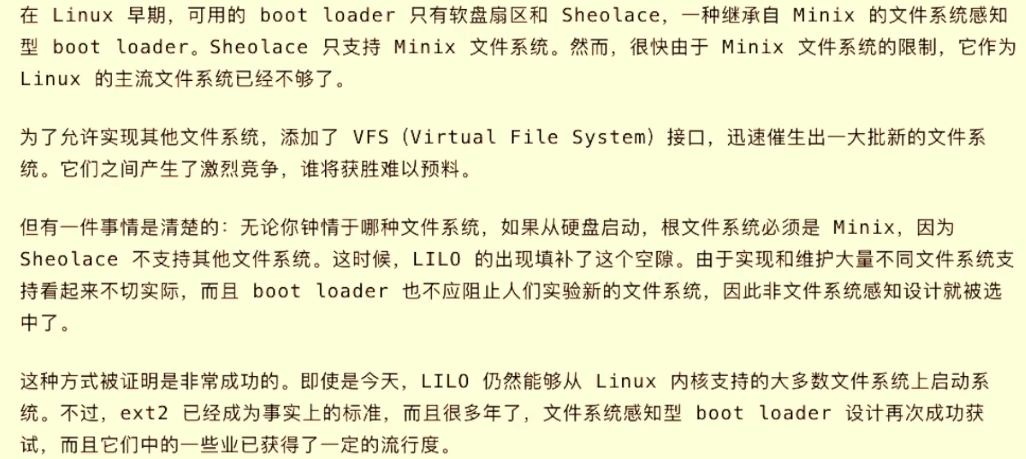 在 Linux 早期，可用的 boot loader 只有软盘扇区和 Sheolace，一种继承自 Minix 的文件系统感知
型 boot loader。Sheolace 只支持 Minix 文件系统。然而，很快由于 Minix 文件系统的限制，它作为
Linux 的主流文件系统已经不够了。
为了允许实现其他文件系统，添加了 VFS（Virtual File System）接口，迅速催生出一大批新的文件系
统。它们之间产生了激烈竞争，谁将获胜难以预料。
但有一件事情是清楚的：无论你钟情于哪种文件系统，如果从硬盘启动，根文件系统必须是 Minix，因为
Sheolace 不支持其他文件系统。这时候，LILO 的出现填补了这个空隙。由于实现和维护大量不同文件系统支
持看起来不切实际，而且 boot loader 也不应阻止人们实验新的文件系统，因此非文件系统感知设计就被选
中了。
这种方式被证明是非常成功的。即使是今天，LILO 仍然能够从 Linux 内核支持的大多数文件系统上启动系
统。不过，ext2 已经成为事实上的标准，而且很多年了，文件系统感知型 boot loader 设计再次成功获
试，而且它们中的一些业已获得了一定的流行度。